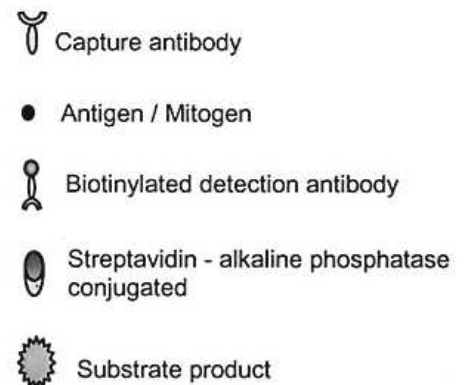 Capture antibody
Antigen / Mitogen
Biotinylated detection antibody
Streptavidin - alkaline phosphatase
conjugated
Substrate product